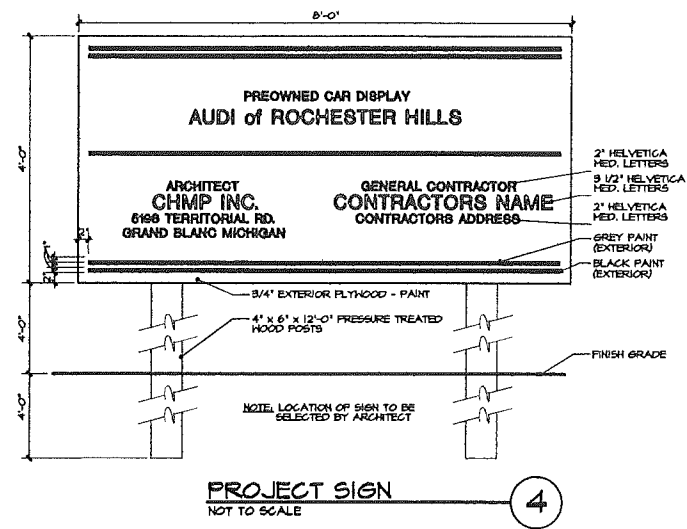 8'-0"
4'-0"
PREOWNED CAR DISPLAY
AUDI of ROCHESTER HILLS
ARCHITECT
CHMP INC.
5198 TERRITORIAL RD.
GRAND BLANC MICHIGAN
GENERAL CONTRACTOR
CONTRACTORS NAME
CONTRACTORS ADDRESS
2" HELVETICA
MED. LETTERS
3 1/2" HELVETICA
MED. LETTERS
2" HELVETICA
MED. LETTERS
GREY PAINT
(EXTERIOR)
BLACK PAINT
(EXTERIOR)
2"
1"
2"
3/4" EXTERIOR PLYWOOD - PAINT
4'-0"
4" x 6" x 12'-0" PRESSURE TREATED
WOOD POSTS
FINISH GRADE
4'-0"
NOTE: LOCATION OF SIGN TO BE
SELECTED BY ARCHITECT
PROJECT SIGN
NOT TO SCALE
4